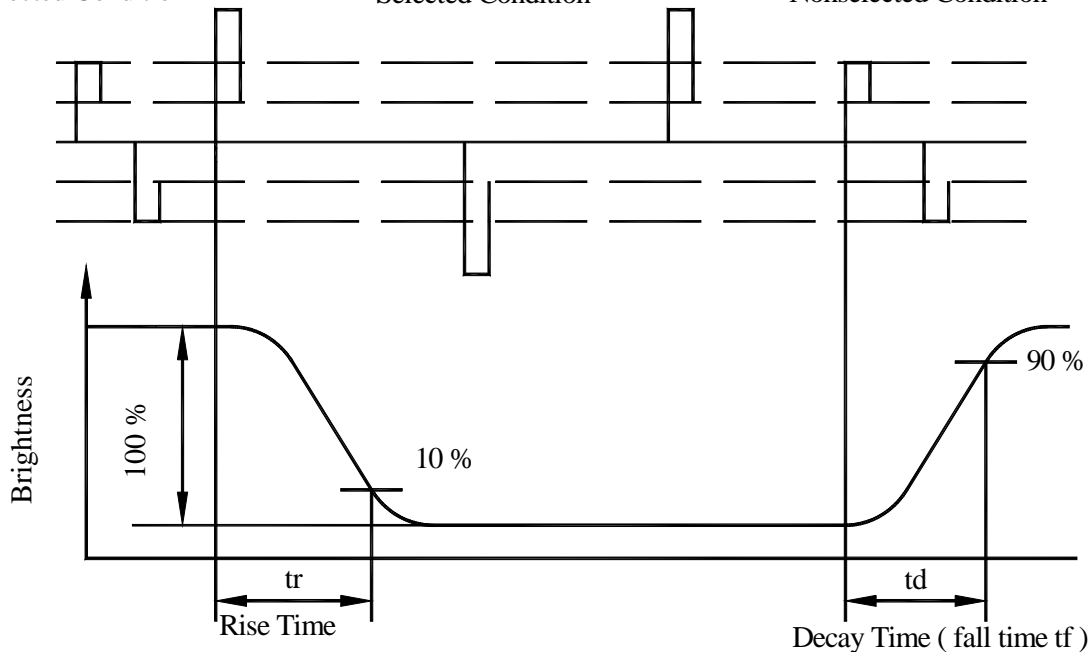 Selected Condition
Nonselected Condition
Brightness
100 %
10 %
90 %
tr
Rise Time
td
Decay Time ( fall time tf )